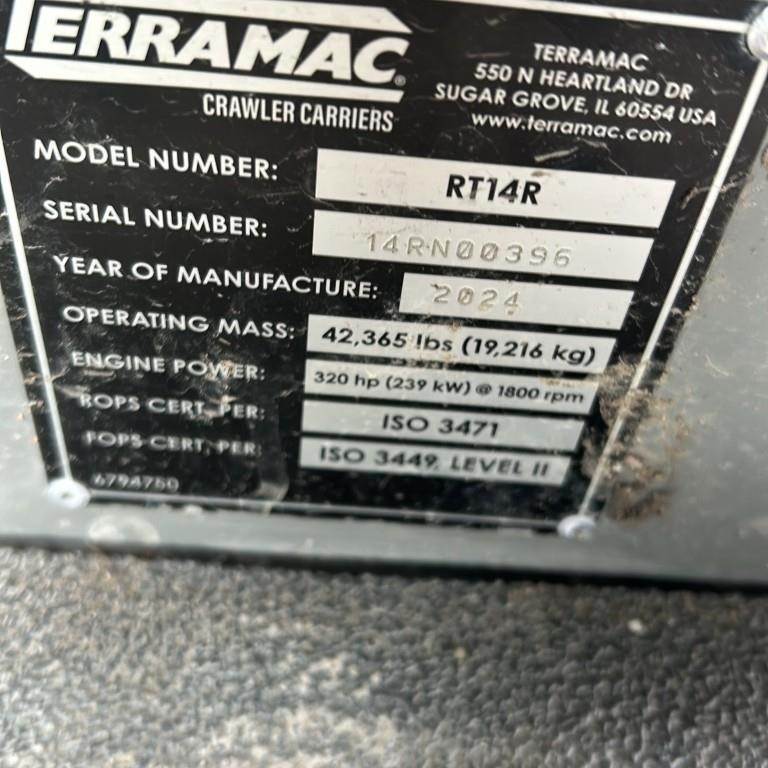 TERRAMAC®
CRAWLER CARRIERS
TERRAMAC
550 N HEARTLAND DR
SUGAR GROVE, IL 60554 USA
www.terramac.com
MODEL NUMBER: RT14R
SERIAL NUMBER: 14RN00396
YEAR OF MANUFACTURE: 2024
OPERATING MASS: 42,365 lbs (19,216 kg)
ENGINE POWER: 320 hp (239 kW) @ 1800 rpm
ROPS CERT. PER: ISO 3471
FOPS CERT. PER: ISO 3449, LEVEL II
6794750